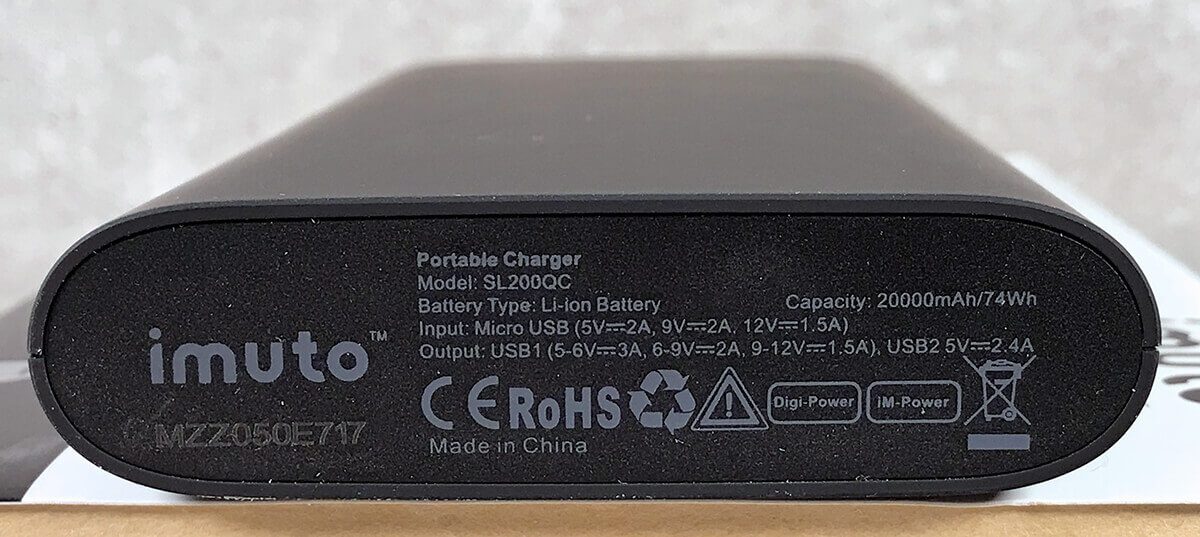 imuto™
MZZ050E717
Portable Charger
Model: SL200QC
Battery Type: Li-ion Battery Capacity: 20000mAh/74Wh
Input: Micro USB (5V⎓2A, 9V⎓2A, 12V⎓1.5A)
Output: USB1 (5-6V⎓3A, 6-9V⎓2A, 9-12V⎓1.5A), USB2 5V⎓2.4A
CE RoHS Digi-Power iM-Power
Made in China